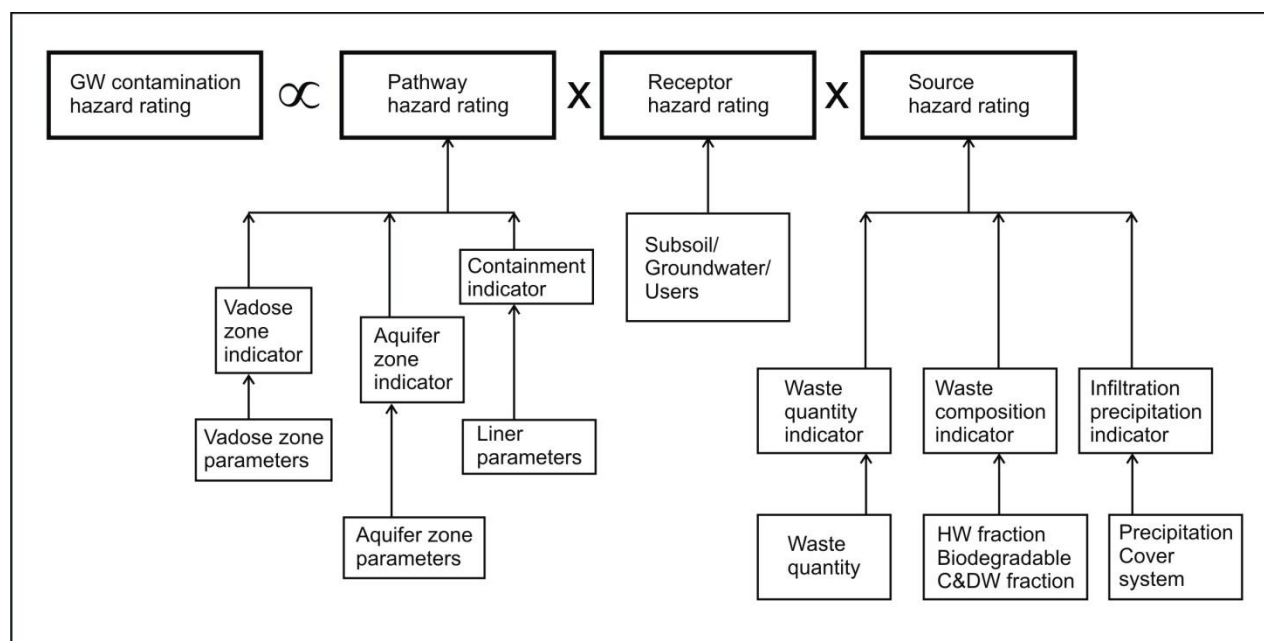 GW contamination
hazard rating
∝
Pathway
hazard rating
X
Receptor
hazard rating
X
Source
hazard rating
Vadose
zone
indicator
Aquifer
zone
indicator
Containment
indicator
Subsoil/
Groundwater/
Users
Waste
quantity
indicator
Waste
composition
indicator
Infiltration
precipitation
indicator
Vadose zone
parameters
Liner
parameters
Aquifer zone
parameters
Waste
quantity
HW fraction
Biodegradable
C&DW fraction
Precipitation
Cover
system